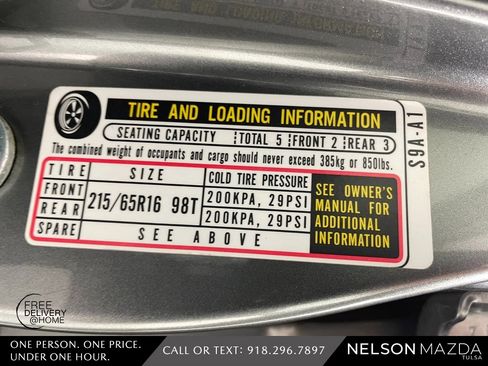 TIRE AND LOADING INFORMATION
SEATING CAPACITY TOTAL 5 FRONT 2 REAR 3
The combined weight of occupants and cargo should never exceed 385kg or 850lbs.
TIRE SIZE COLD TIRE PRESSURE
FRONT 215/65R16 98T 200KPA, 29PSI
REAR 200KPA, 29PSI
SPARE SEE ABOVE
SEE OWNER'S
MANUAL FOR
ADDITIONAL
INFORMATION
S9A-A1
FREE
DELIVERY
@HOME
ONE PERSON. ONE PRICE.
UNDER ONE HOUR.
CALL OR TEXT: 918.296.7897
NELSON MAZDA
TULSA